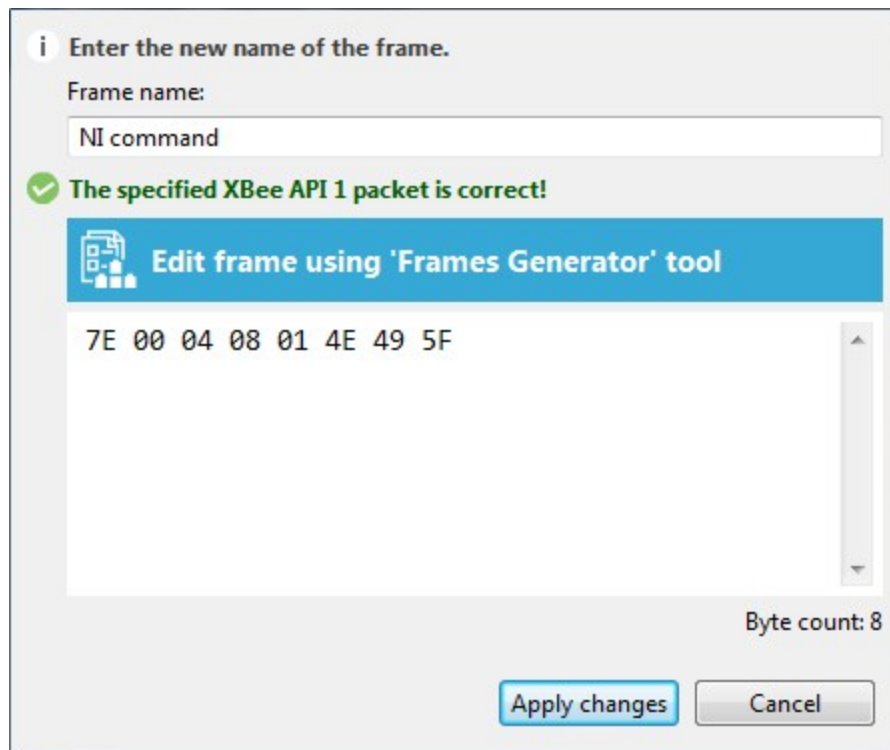 i Enter the new name of the frame.
Frame name:
NI command
The specified XBee API 1 packet is correct!
Edit frame using 'Frames Generator' tool
7E 00 04 08 01 4E 49 5F
Byte count: 8
Apply changes Cancel